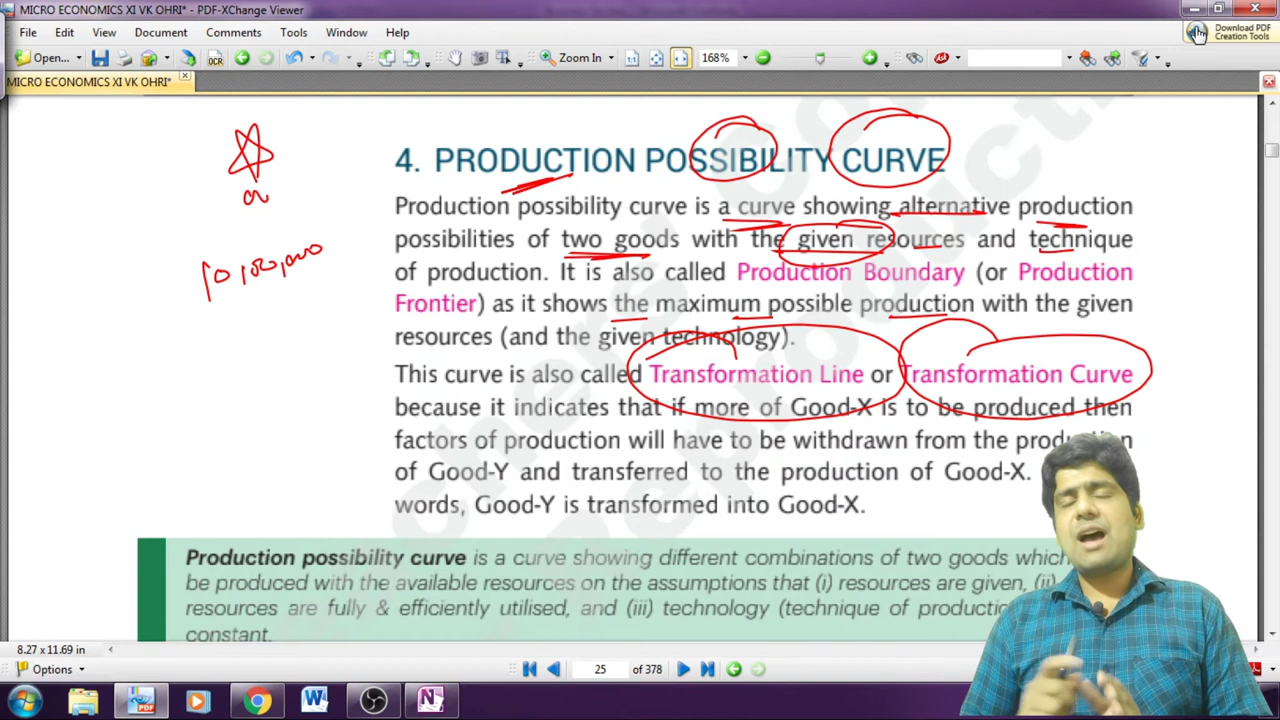 MICRO ECONOMICS XI VK OHRI* - PDF-XChange Viewer
File Edit View Document Comments Tools Window Help
Open... OCR Zoom In 168% Download PDF
Creation Tools
MICRO ECONOMICS XI VK OHRI*
4. PRODUCTION POSSIBILITY CURVE
Production possibility curve is a curve showing alternative production
possibilities of two goods with the given resources and technique
of production. It is also called Production Boundary (or Production
Frontier) as it shows the maximum possible production with the given
10,100,000
resources (and the given technology).
This curve is also called Transformation Line or Transformation Curve
because it indicates that if more of Good-X is to be produced then
factors of production will have to be withdrawn from the
of Good-Y and transferred to the production of Good-X.
words, Good-Y is transformed into Good-X.
Production possibility curve is a curve showing different combinations of two goods
be produced with the available resources on the assumptions that (i) resources are given, (ii)
resources are fully & efficiently utilised, and (iii) technology (technique of
constant.
8.27 x 11.69 in
Options 25 of 378